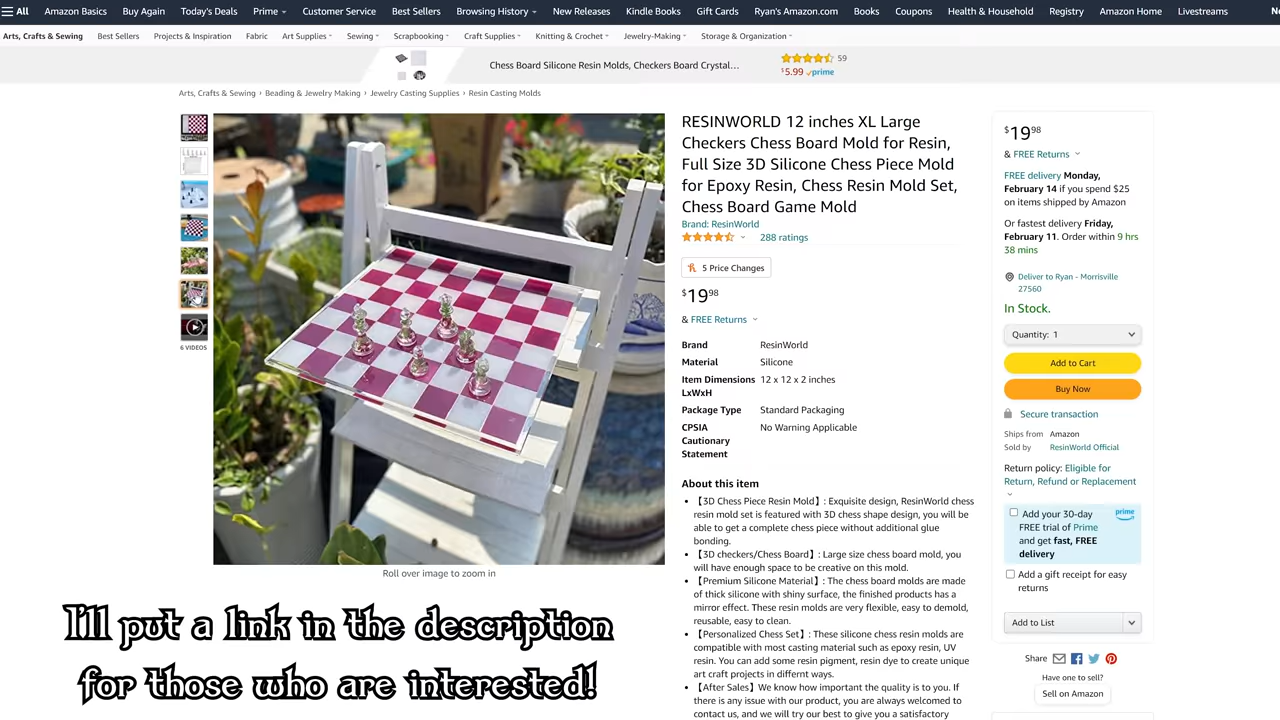 All Amazon Basics Buy Again Today's Deals Prime Customer Service Best Sellers Browsing History New Releases Kindle Books Gift Cards Ryan's Amazon.com Books Coupons Health & Household Registry Amazon Home Livestreams
Arts, Crafts & Sewing Best Sellers Projects & Inspiration Fabric Art Supplies Sewing Scrapbooking Craft Supplies Knitting & Crochet Jewelry-Making Storage & Organization
Chess Board Silicone Resin Molds, Checkers Board Crystal… 59
$5.99 prime
Arts, Crafts & Sewing › Beading & Jewelry Making › Jewelry Casting Supplies › Resin Casting Molds
6 VIDEOS
Roll over image to zoom in
RESINWORLD 12 inches XL Large
Checkers Chess Board Mold for Resin,
Full Size 3D Silicone Chess Piece Mold
for Epoxy Resin, Chess Resin Mold Set,
Chess Board Game Mold
Brand: ResinWorld
288 ratings
5 Price Changes
$1998
& FREE Returns
Brand ResinWorld
Material Silicone
Item Dimensions 12 x 12 x 2 inches
LxWxH
Package Type Standard Packaging
CPSIA No Warning Applicable
Cautionary
Statement
About this item
• 【3D Chess Piece Resin Mold】: Exquisite design, ResinWorld chess
resin mold set is featured with 3D chess shape design, you will be
able to get a complete chess piece without additional glue
bonding.
• 【3D checkers/Chess Board】: Large size chess board mold, you
will have enough space to be creative on this mold.
• 【Premium Silicone Material】: The chess board molds are made
of thick silicone with shiny surface, the finished products has a
mirror effect. These resin molds are very flexible, easy to demold,
reusable, easy to clean.
• 【Personalized Chess Set】: These silicone chess resin molds are
compatible with most casting material such as epoxy resin, UV
resin. You can add some resin pigment, resin dye to create unique
art craft projects in differnt ways.
• 【After Sales】We know how important the quality is to you. If
there is any issue with our product, you are always welcomed to
contact us, and we will try our best to give you a satisfactory
$1998
& FREE Returns
FREE delivery Monday,
February 14 if you spend $25
on items shipped by Amazon
Or fastest delivery Friday,
February 11. Order within 9 hrs
38 mins
Deliver to Ryan - Morrisville
27560
In Stock.
Quantity: 1
Add to Cart
Buy Now
Secure transaction
Ships from Amazon
Sold by ResinWorld Official
Return policy: Eligible for
Return, Refund or Replacement
Add your 30-day
FREE trial of Prime
and get fast, FREE
delivery
prime
Add a gift receipt for easy
returns
Add to List
Share
Have one to sell?
Sell on Amazon
I'll put a link in the description
for those who are interested!